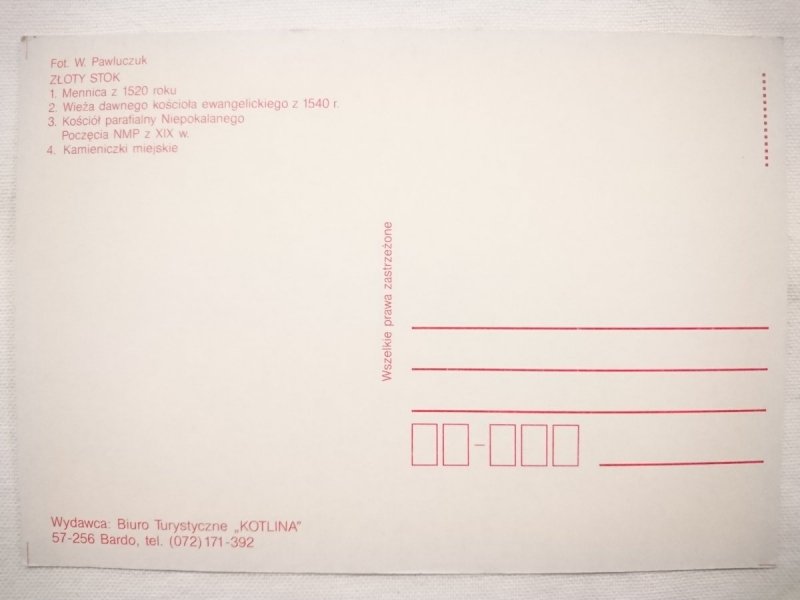 Fot. W. Pawluczuk
ZŁOTY STOK
1. Mennica z 1520 roku
2. Wieża dawnego kościoła ewangelickiego z 1540 r.
3. Kościół parafialny Niepokalanego
Poczęcia NMP z XIX w.
4. Kamieniczki miejskie
Wszelkie prawa zastrzeżone
Wydawca: Biuro Turystyczne „KOTLINA”
57-256 Bardo, tel. (072) 171-392